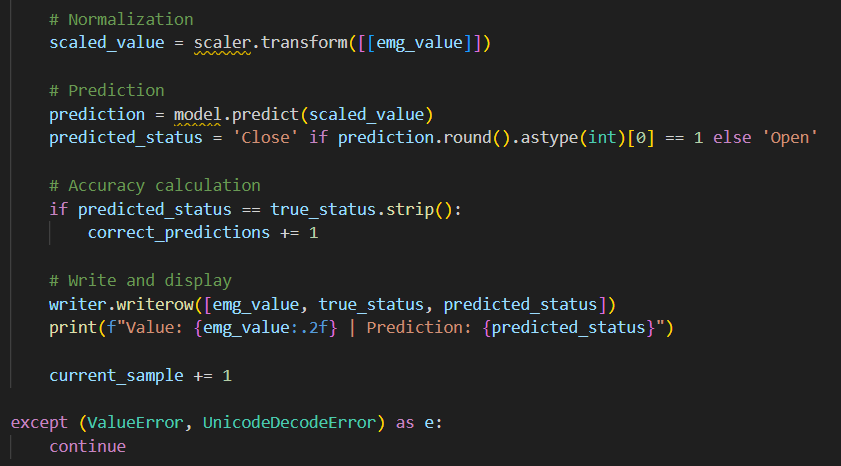 # Normalization
scaled_value = scaler.transform([[emg_value]])
# Prediction
prediction = model.predict(scaled_value)
predicted_status = 'Close' if prediction.round().astype(int)[0] == 1 else 'Open'
# Accuracy calculation
if predicted_status == true_status.strip():
correct_predictions += 1
# Write and display
writer.writerow([emg_value, true_status, predicted_status])
print(f"Value: {emg_value:.2f} | Prediction: {predicted_status}")
current_sample += 1
except (ValueError, UnicodeDecodeError) as e:
continue